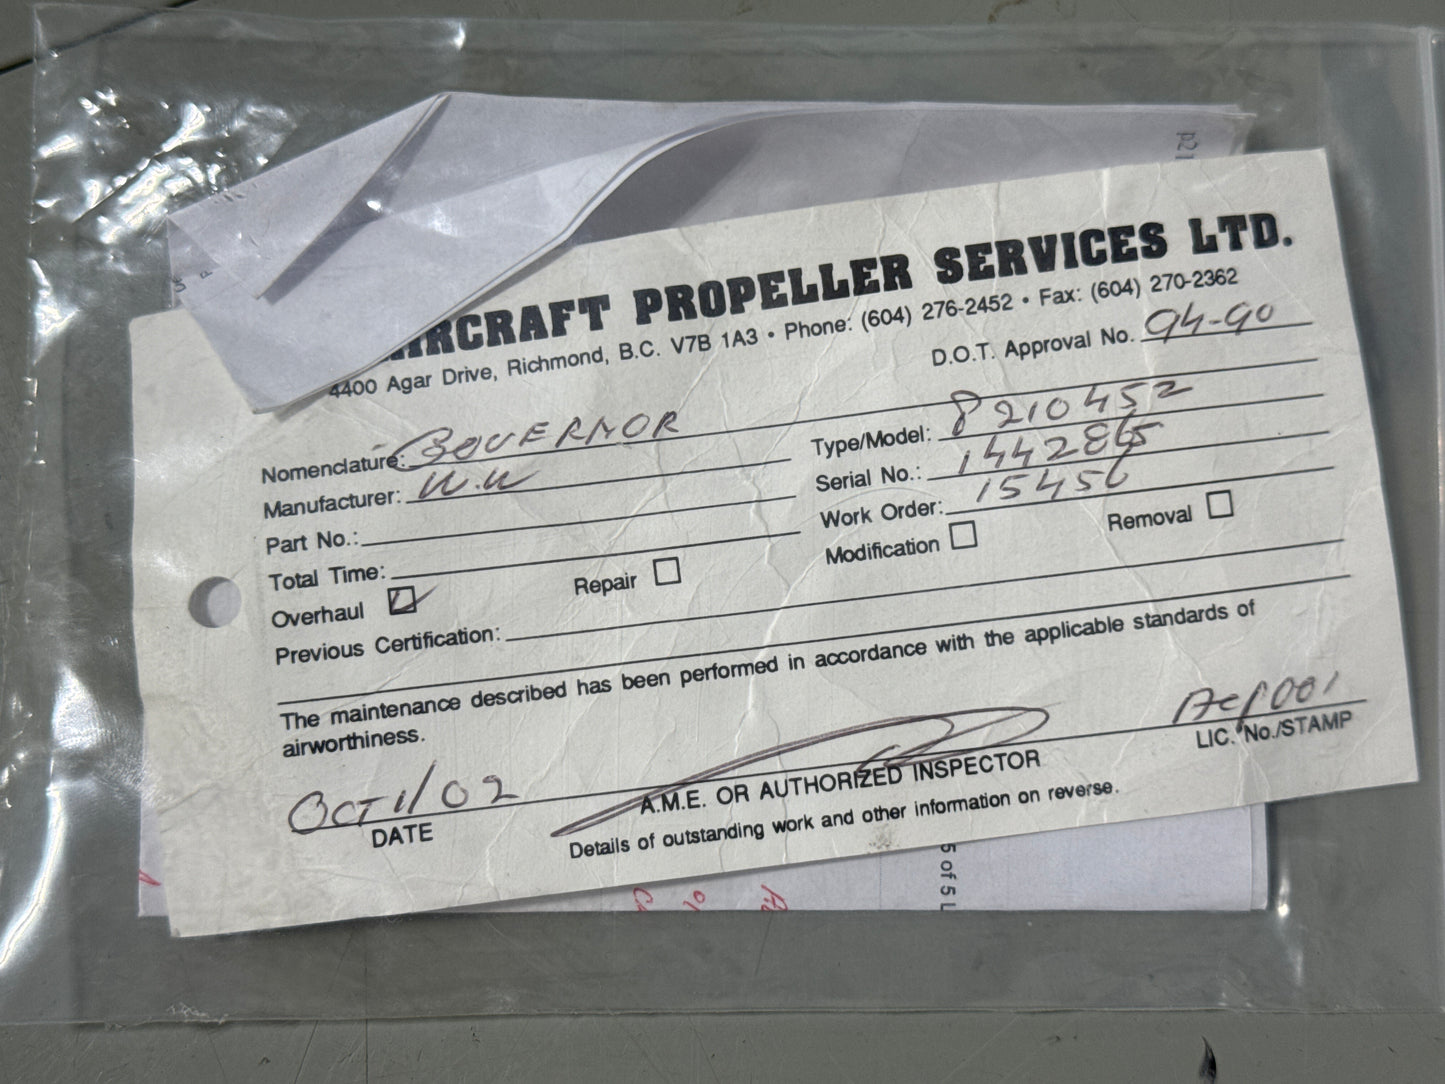 p21
AIRCRAFT PROPELLER SERVICES LTD.
4400 Agar Drive, Richmond, B.C. V7B 1A3 • Phone: (604) 276-2452 • Fax: (604) 270-2362
D.O.T. Approval No. 94-90
Nomenclature: GOVERNOR
Type/Model: 8210452
Manufacturer: W.W
Serial No.:
Part No.:
Work Order: 15456
Total Time:
Modification
Removal
Overhaul
Repair
Previous Certification:
The maintenance described has been performed in accordance with the applicable standards of
airworthiness.
OCT 1/02
DATE
A.M.E. OR AUTHORIZED INSPECTOR
LIC. No./STAMP
Details of outstanding work and other information on reverse.
5 of 5